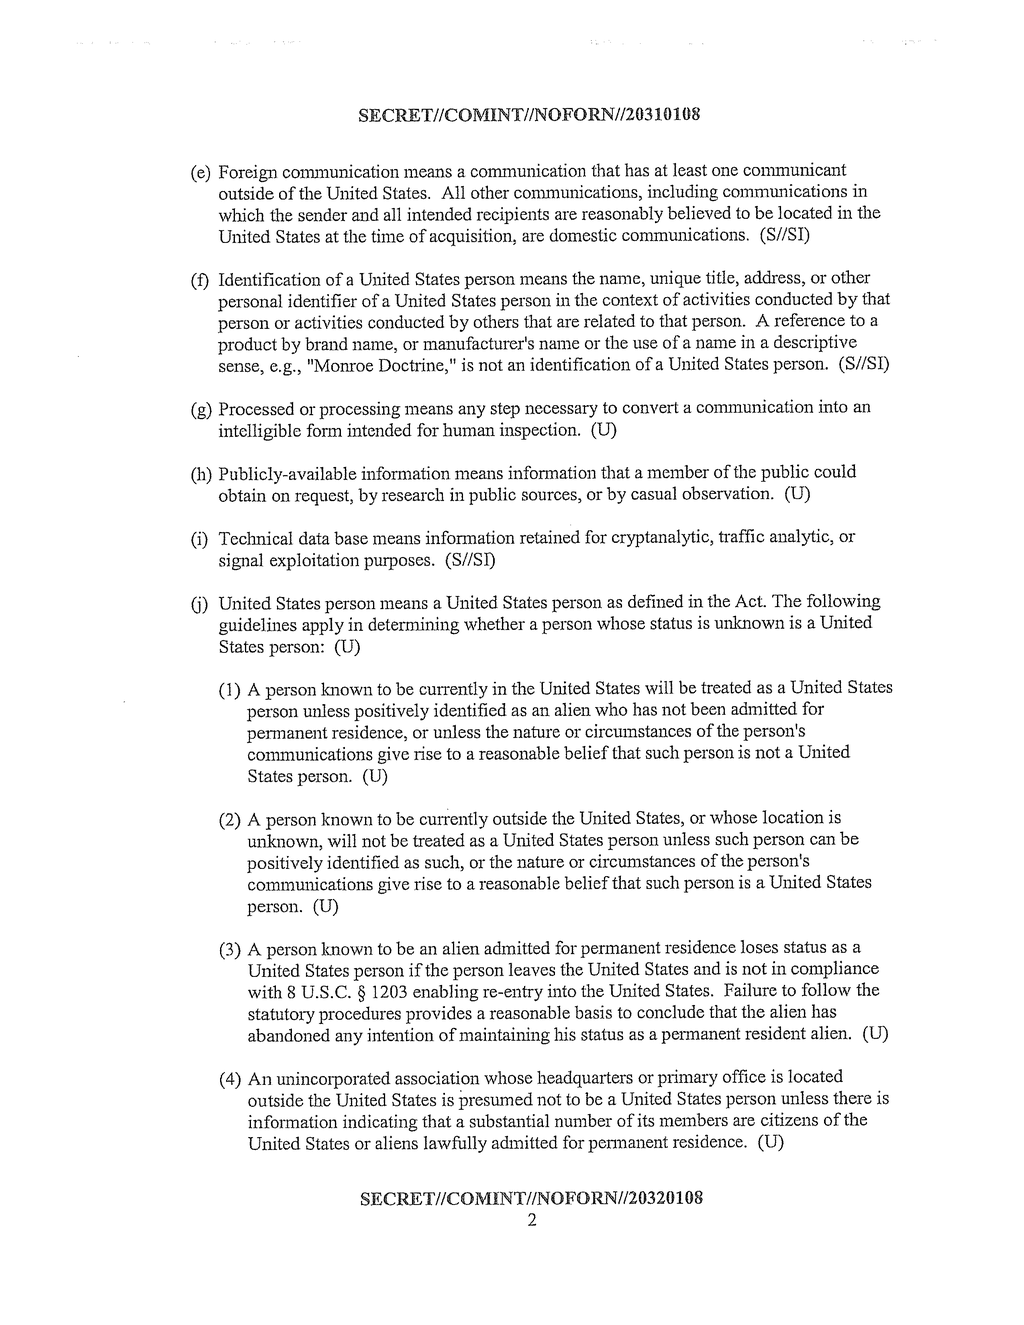 SECRET//COMINT//NOFORN//20310108
(e) Foreign communication means a communication that has at least one communicant
outside of the United States. All other communications, including communications in
which the sender and all intended recipients are reasonably believed to be located in the
United States at the time of acquisition, are domestic communications. (S//SI)
(f) Identification of a United States person means the name, unique title, address, or other
personal identifier of a United States person in the context of activities conducted by that
person or activities conducted by others that are related to that person. A reference to a
product by brand name, or manufacturer's name or the use of a name in a descriptive
sense, e.g., "Monroe Doctrine," is not an identification of a United States person. (S//SI)
(g) Processed or processing means any step necessary to convert a communication into an
intelligible form intended for human inspection. (U)
(h) Publicly-available information means information that a member of the public could
obtain on request, by research in public sources, or by casual observation. (U)
(i) Technical data base means information retained for cryptanalytic, traffic analytic, or
signal exploitation purposes. (S//SI)
(j) United States person means a United States person as defined in the Act. The following
guidelines apply in determining whether a person whose status is unknown is a United
States person: (U)
(1) A person known to be currently in the United States will be treated as a United States
person unless positively identified as an alien who has not been admitted for
permanent residence, or unless the nature or circumstances of the person's
communications give rise to a reasonable belief that such person is not a United
States person. (U)
(2) A person known to be currently outside the United States, or whose location is
unknown, will not be treated as a United States person unless such person can be
positively identified as such, or the nature or circumstances of the person's
communications give rise to a reasonable belief that such person is a United States
person. (U)
(3) A person known to be an alien admitted for permanent residence loses status as a
United States person if the person leaves the United States and is not in compliance
with 8 U.S.C. § 1203 enabling re-entry into the United States. Failure to follow the
statutory procedures provides a reasonable basis to conclude that the alien has
abandoned any intention of maintaining his status as a permanent resident alien. (U)
(4) An unincorporated association whose headquarters or primary office is located
outside the United States is presumed not to be a United States person unless there is
information indicating that a substantial number of its members are citizens of the
United States or aliens lawfully admitted for permanent residence. (U)
SECRET//COMINT//NOFORN//20320108
2